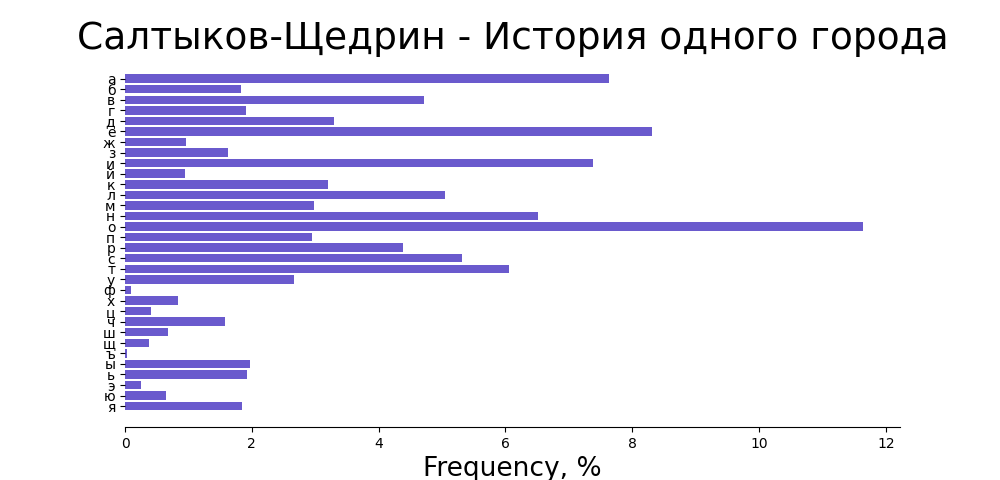 Салтыков-Щедрин - История одного города
а
б
в
г
д
е
ж
з
и
й
к
л
м
н
о
п
р
с
т
у
ф
х
ц
ч
ш
щ
ъ
ы
ь
э
ю
я
0 2 4 6 8 10 12
Frequency, %